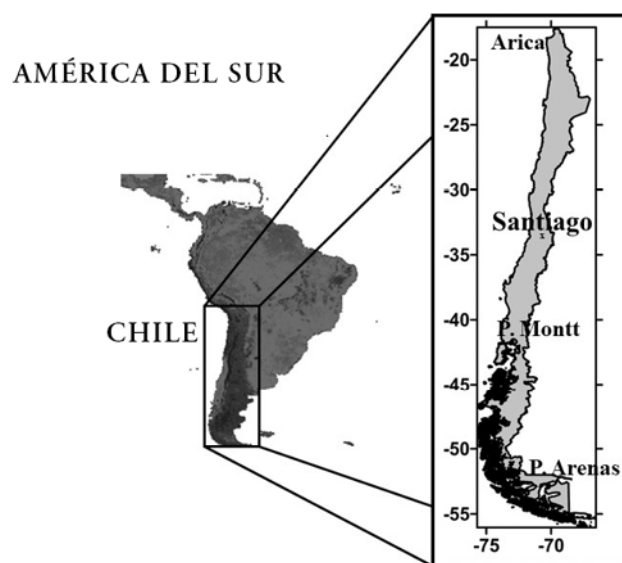 AMÉRICA DEL SUR
CHILE
Arica
Santiago
P. Montt
P. Arenas
-20
-25
-30
-35
-40
-45
-50
-55
-75
-70